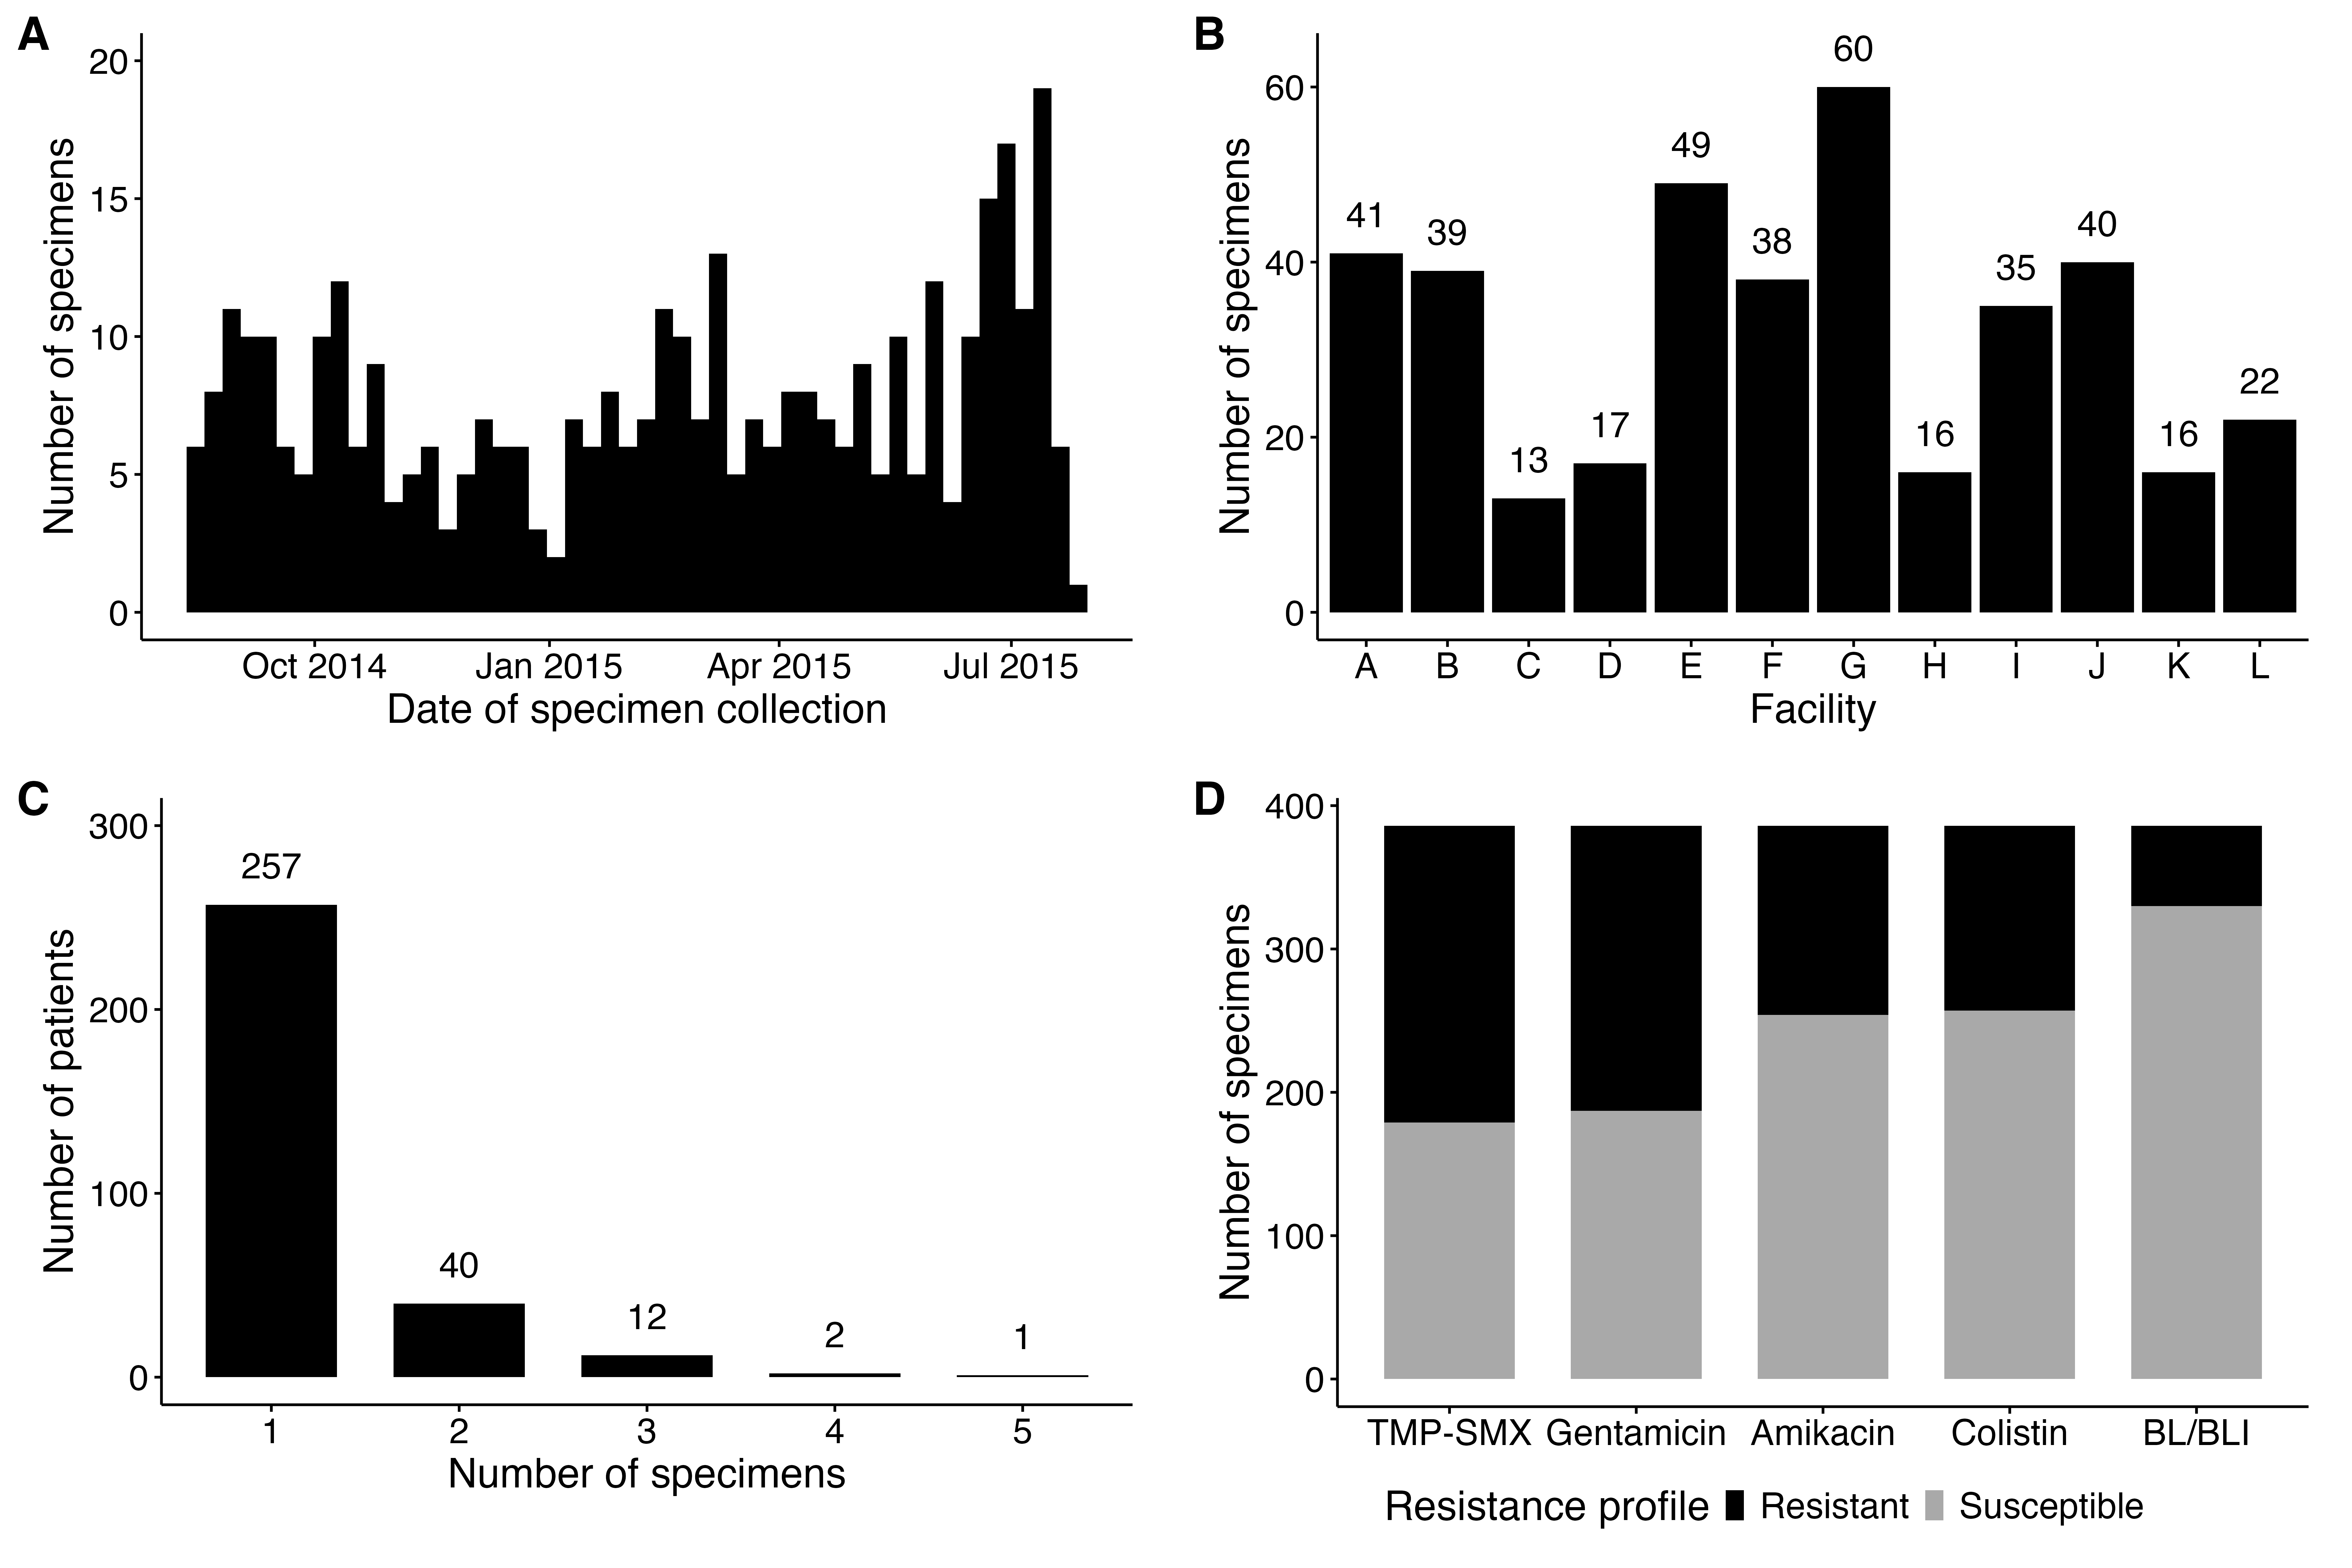 A
Number of specimens
20
15
10
5
0
Oct 2014 Jan 2015 Apr 2015 Jul 2015
Date of specimen collection
B
Number of specimens
60
40
20
0
41 39 13 17 49 38 60 16 35 40 16 22
A B C D E F G H I J K L
Facility
C
Number of patients
300
200
100
0
257 40 12 2 1
1 2 3 4 5
Number of specimens
D
Number of specimens
400
300
200
100
0
TMP-SMX Gentamicin Amikacin Colistin BL/BLI
Resistance profile Resistant Susceptible